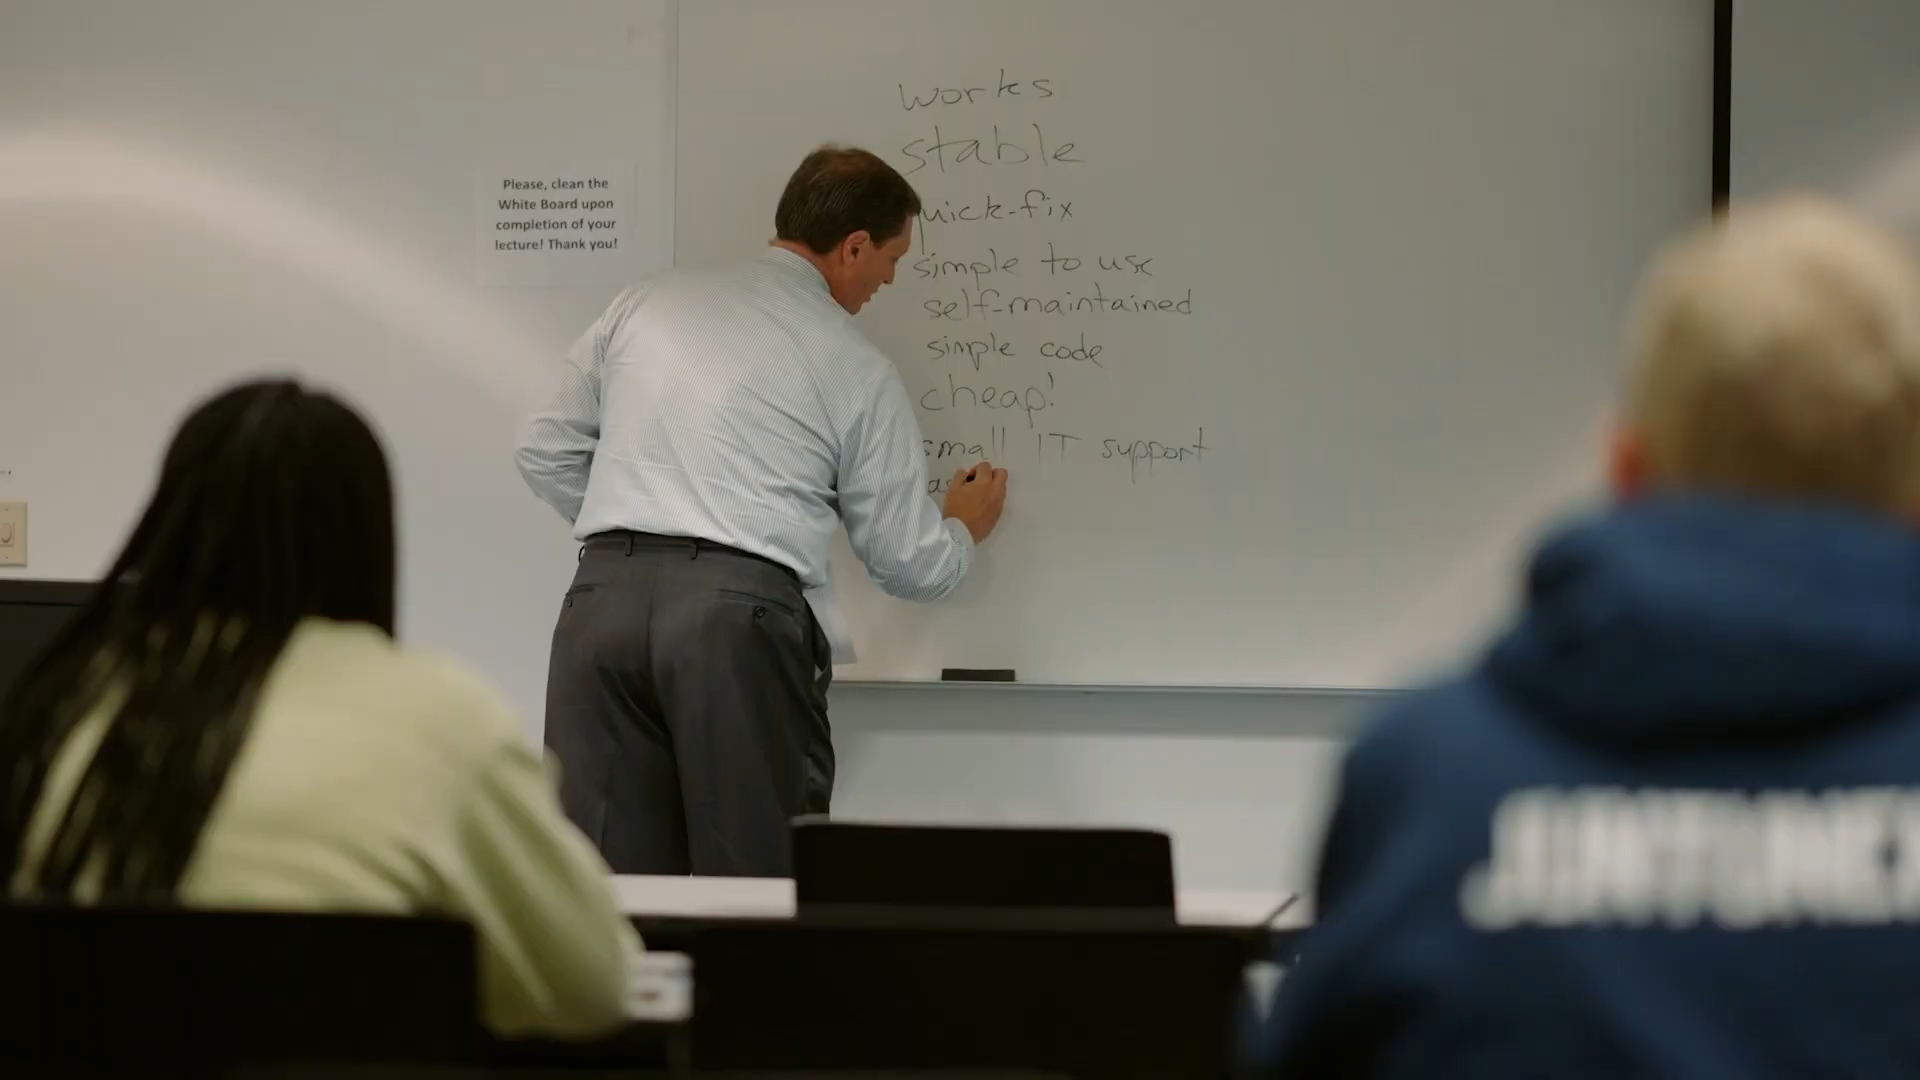 works
stable
quick-fix
simple to use
self-maintained
simple code
cheap!
small IT support
Please, clean the
White Board upon
completion of your
lecture! Thank you!